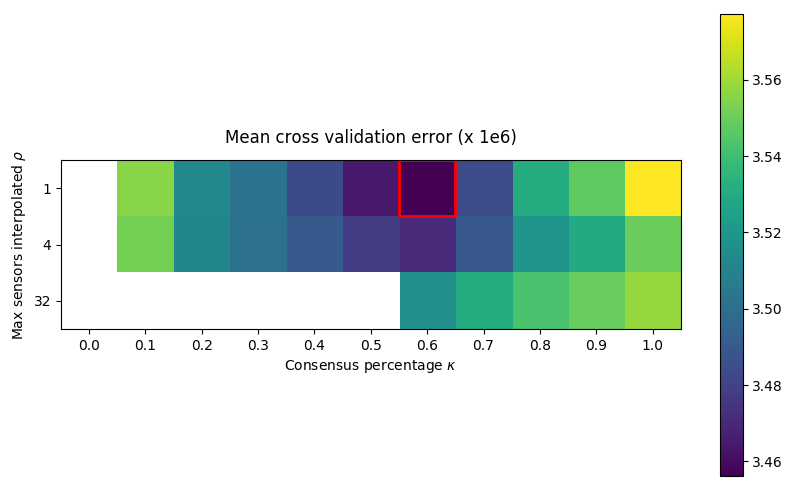 Mean cross validation error (x 1e6)
Max sensors interpolated ρ
1
4
32
0.0 0.1 0.2 0.3 0.4 0.5 0.6 0.7 0.8 0.9 1.0
Consensus percentage κ
3.56
3.54
3.52
3.50
3.48
3.46